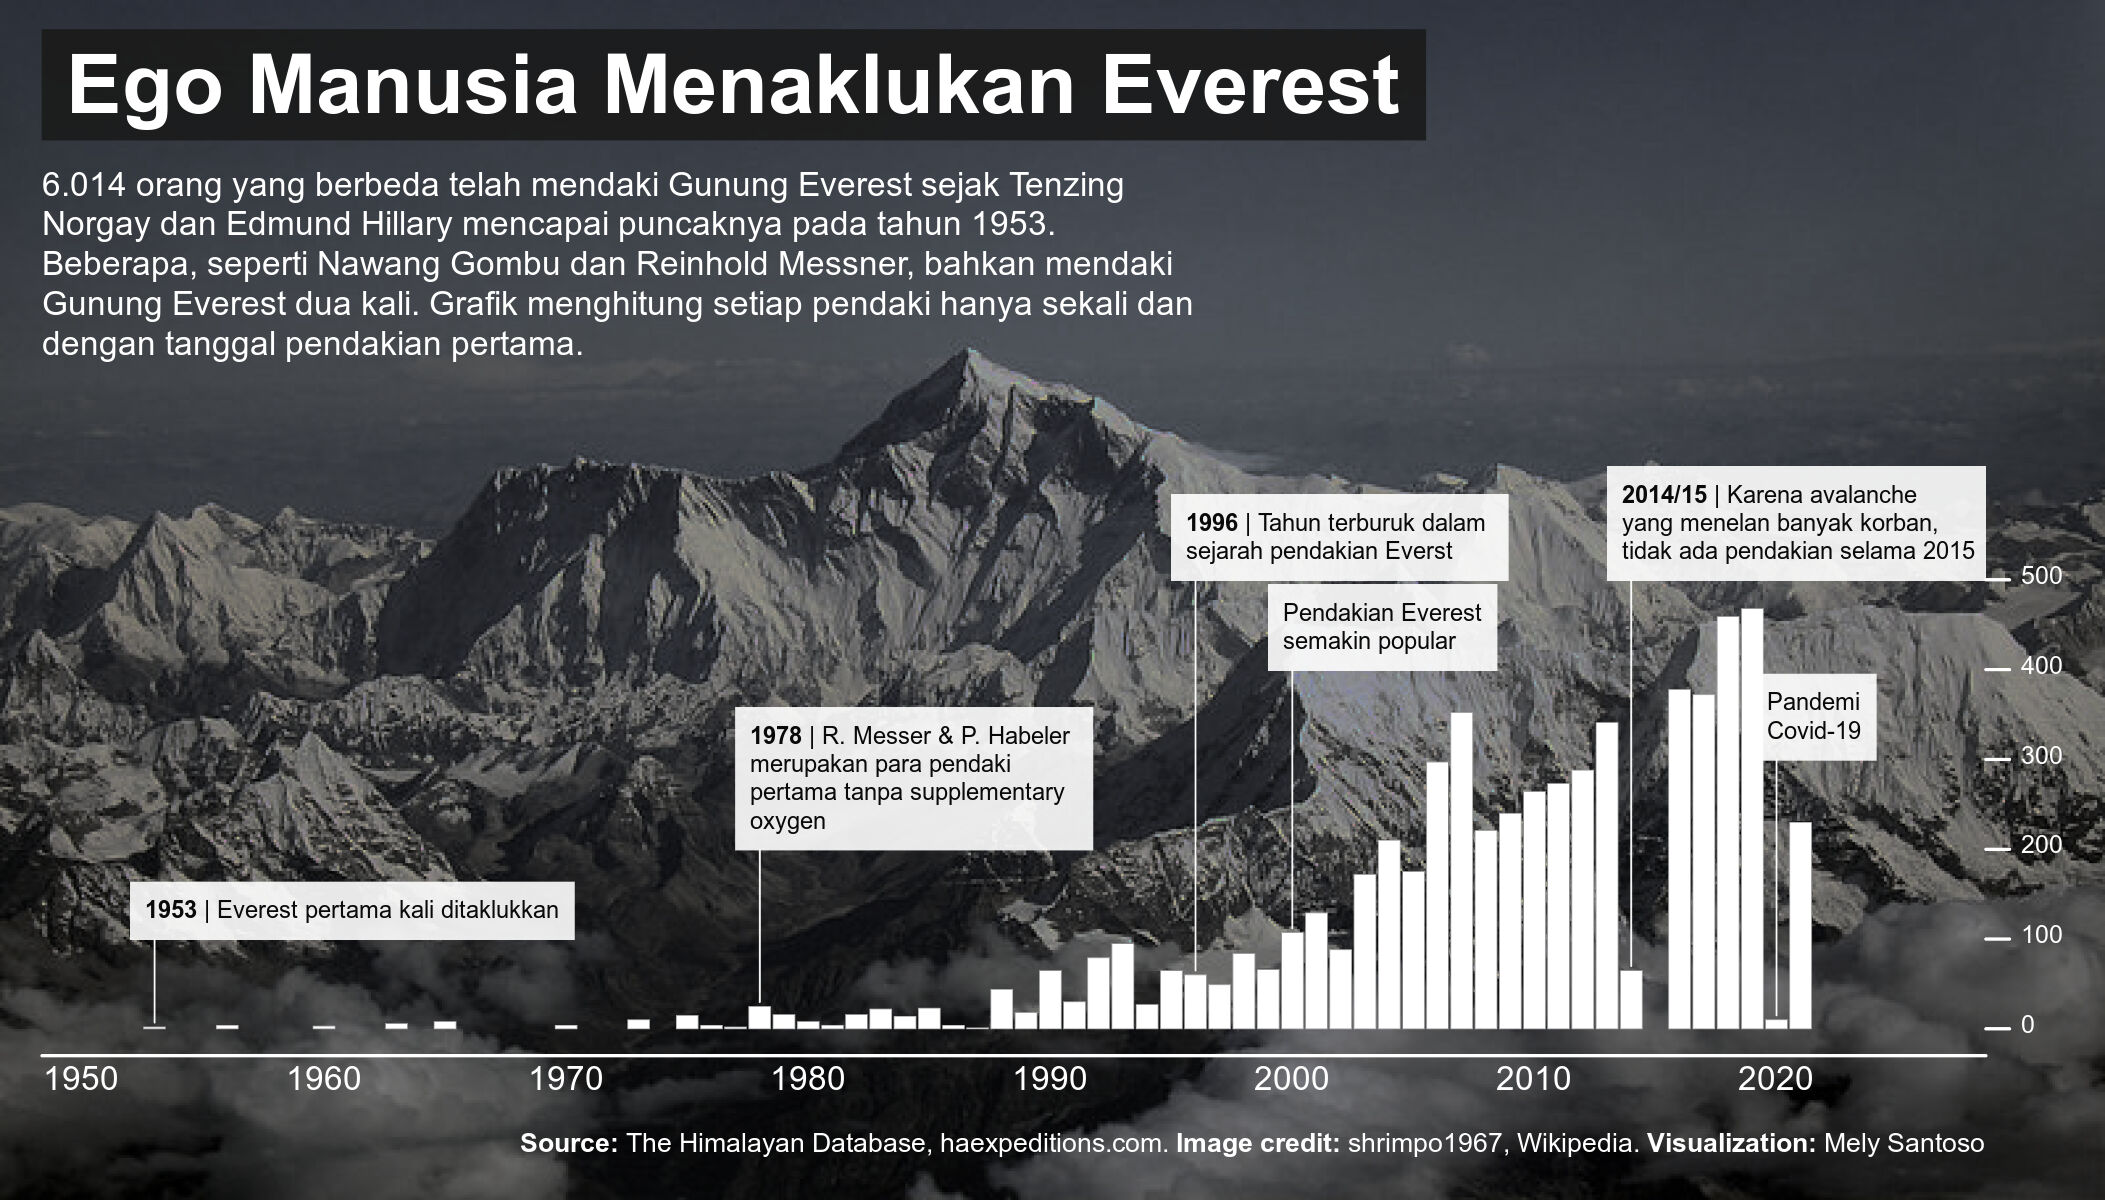 Ego Manusia Menaklukan Everest
6.014 orang yang berbeda telah mendaki Gunung Everest sejak Tenzing
Norgay dan Edmund Hillary mencapai puncaknya pada tahun 1953.
Beberapa, seperti Nawang Gombu dan Reinhold Messner, bahkan mendaki
Gunung Everest dua kali. Grafik menghitung setiap pendaki hanya sekali dan
dengan tanggal pendakian pertama.
1953 | Everest pertama kali ditaklukkan
1978 | R. Messer & P. Habeler
merupakan para pendaki
pertama tanpa supplementary
oxygen
1996 | Tahun terburuk dalam
sejarah pendakian Everst
Pendakian Everest
semakin popular
2014/15 | Karena avalanche
yang menelan banyak korban,
tidak ada pendakian selama 2015
Pandemi
Covid-19
500
400
300
200
100
0
1950 1960 1970 1980 1990 2000 2010 2020
Source: The Himalayan Database, haexpeditions.com. Image credit: shrimpo1967, Wikipedia. Visualization: Mely Santoso